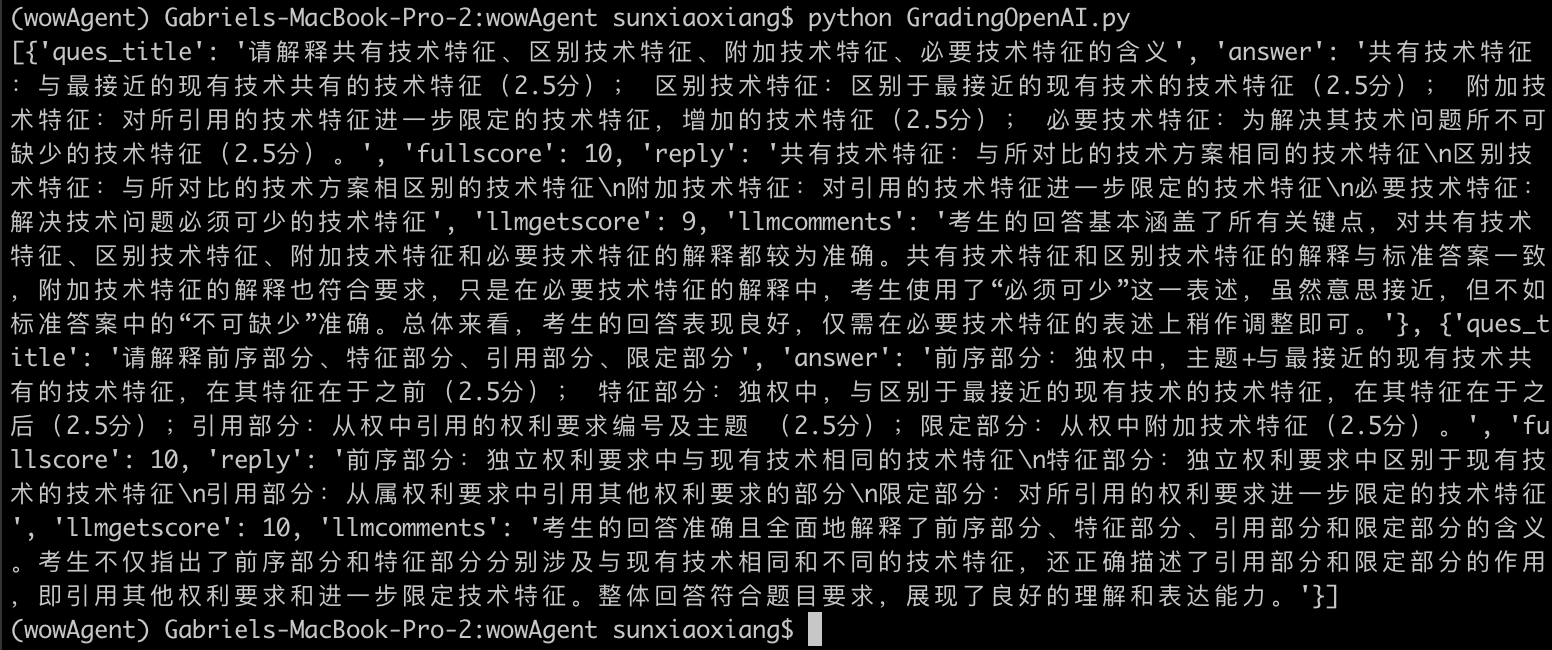 (wowAgent) Gabriels-MacBook-Pro-2:wowAgent sunxiaoxiang$ python GradingOpenAI.py
[{'ques_title': '请解释共有技术特征、区别技术特征、附加技术特征、必要技术特征的含义', 'answer': '共有技术特征
：与最接近的现有技术共有的技术特征（2.5分）； 区别技术特征：区别于最接近的现有技术的技术特征（2.5分）； 附加技
术特征：对所引用的技术特征进一步限定的技术特征，增加的技术特征（2.5分）； 必要技术特征：为解决其技术问题所不可
缺少的技术特征（2.5分）。', 'fullscore': 10, 'reply': '共有技术特征：与所对比的技术方案相同的技术特征\n区别技
术特征：与所对比的技术方案相区别的技术特征\n附加技术特征：对引用的技术特征进一步限定的技术特征\n必要技术特征：
解决技术问题必须可少的技术特征', 'llmgetscore': 9, 'llmcomments': '考生的回答基本涵盖了所有关键点，对共有技术
特征、区别技术特征、附加技术特征和必要技术特征的解释都较为准确。共有技术特征和区别技术特征的解释与标准答案一致
，附加技术特征的解释也符合要求，只是在必要技术特征的解释中，考生使用了“必须可少”这一表述，虽然意思接近，但不如
标准答案中的“不可缺少”准确。总体来看，考生的回答表现良好，仅需在必要技术特征的表述上稍作调整即可。'}, {'ques_t
itle': '请解释前序部分、特征部分、引用部分、限定部分', 'answer': '前序部分：独权中，主题+与最接近的现有技术共
有的技术特征，在其特征在于之前（2.5分）； 特征部分：独权中，与区别于最接近的现有技术的技术特征，在其特征在于之
后（2.5分）；引用部分：从权中引用的权利要求编号及主题 （2.5分）；限定部分：从权中附加技术特征（2.5分）。', 'fu
llscore': 10, 'reply': '前序部分：独立权利要求中与现有技术相同的技术特征\n特征部分：独立权利要求中区别于现有技
术的技术特征\n引用部分：从属权利要求中引用其他权利要求的部分\n限定部分：对所引用的权利要求进一步限定的技术特征
', 'llmgetscore': 10, 'llmcomments': '考生的回答准确且全面地解释了前序部分、特征部分、引用部分和限定部分的含义
。考生不仅指出了前序部分和特征部分分别涉及与现有技术相同和不同的技术特征，还正确描述了引用部分和限定部分的作用
，即引用其他权利要求和进一步限定技术特征。整体回答符合题目要求，展现了良好的理解和表达能力。'}]
(wowAgent) Gabriels-MacBook-Pro-2:wowAgent sunxiaoxiang$